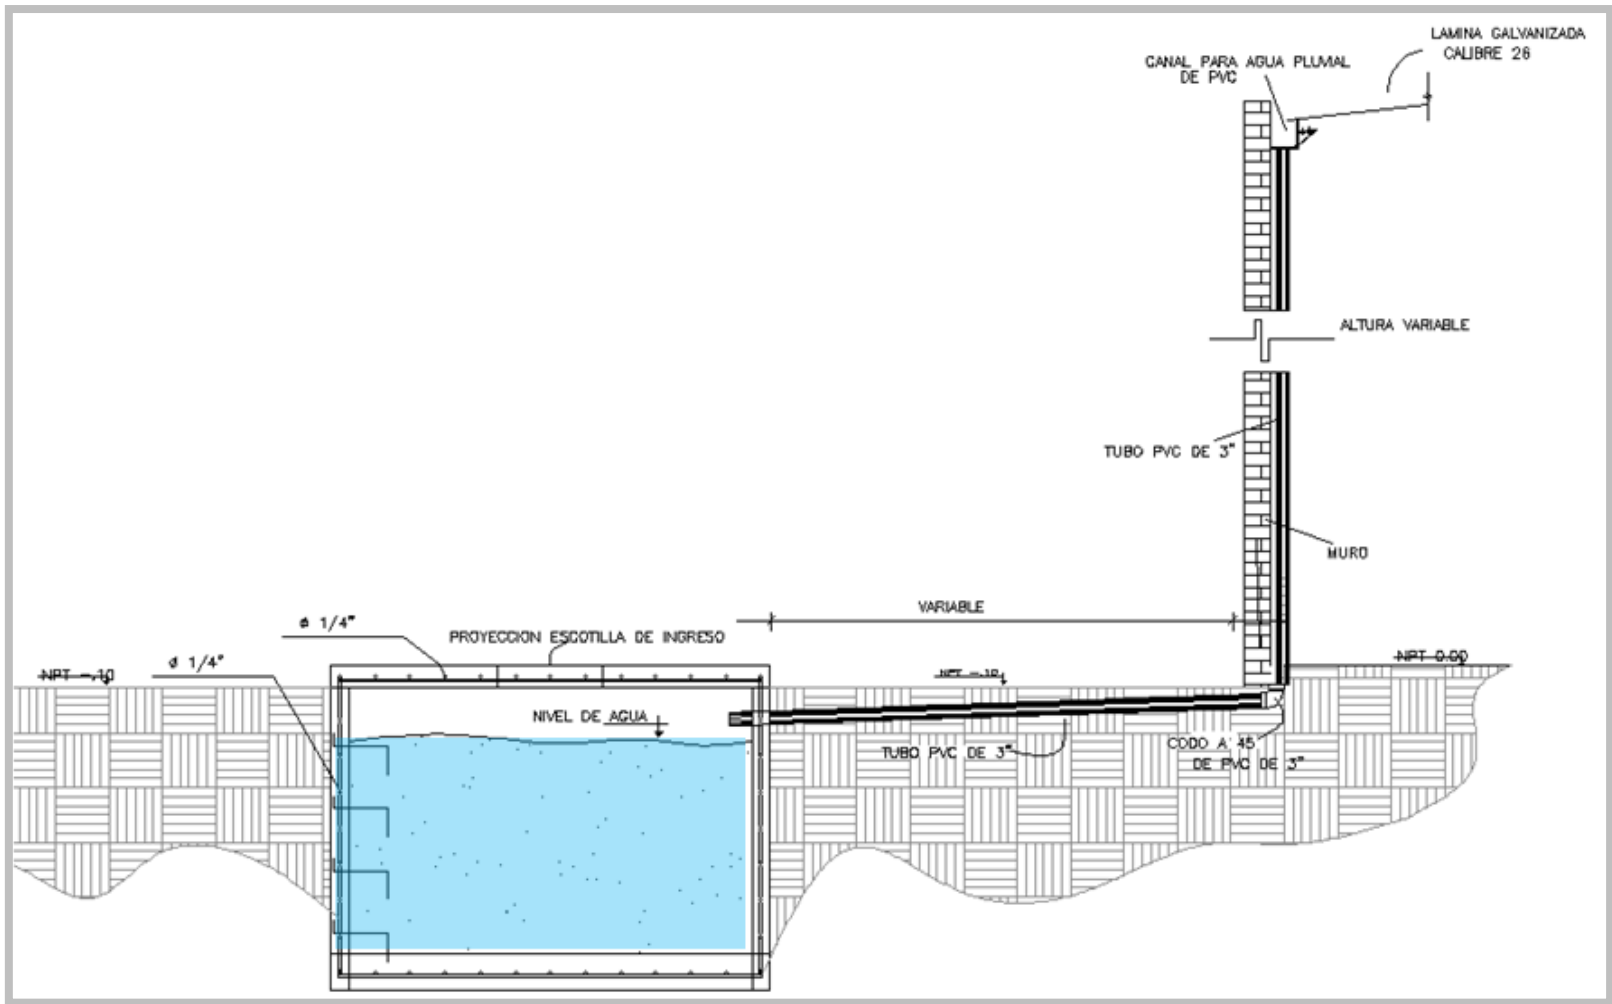 LAMINA GALVANIZADA
CALIBRE 26
CANAL PARA AGUA PLUVIAL
DE PVC
ALTURA VARIABLE
TUBO PVC DE 3"
MURO
VARIABLE
ø 1/4"
PROYECCION ESCOTILLA DE INGRESO
ø 1/4"
NPT -.10
NPT -.10
NPT 0.00
NIVEL DE AGUA
TUBO PVC DE 3"
CODO A 45
DE PVC DE 3"